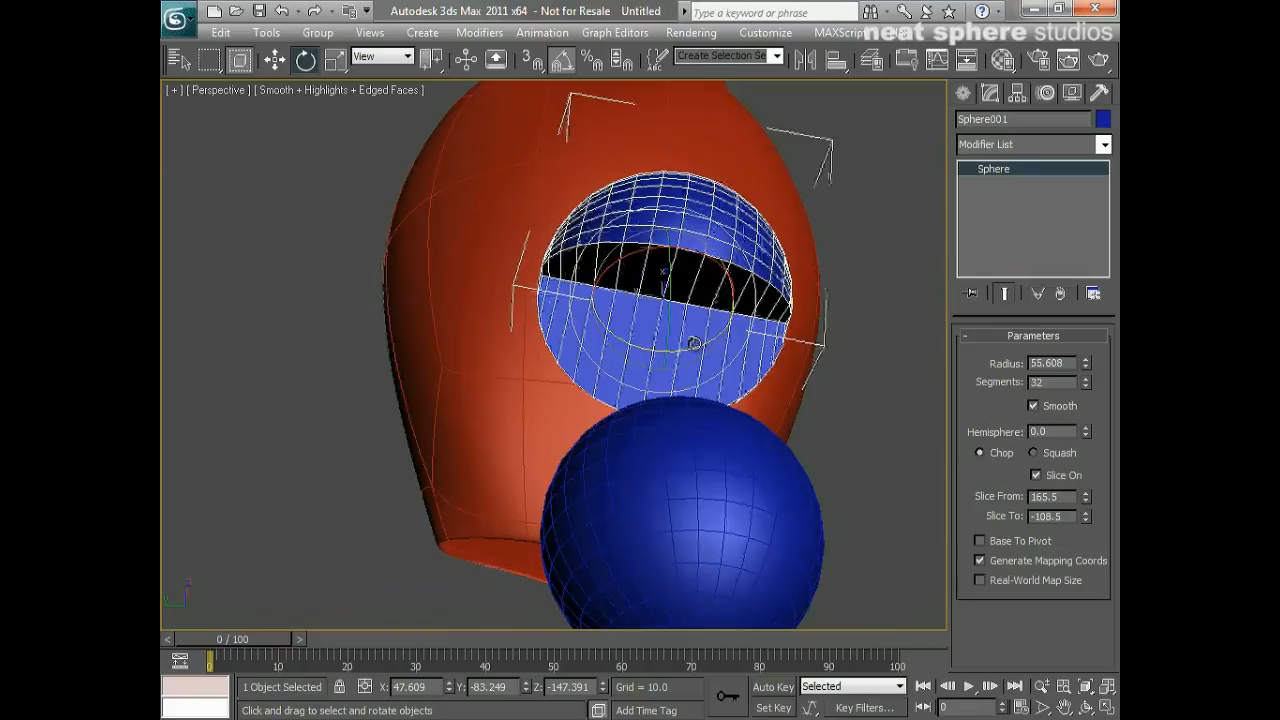 Autodesk 3ds Max 2011 x64 - Not for Resale Untitled
Type a keyword or phrase
Edit Tools Group Views Create Modifiers Animation Graph Editors Rendering Customize MAXScript
neat sphere studios
View
3
Create Selection Se
[ + ] [ Perspective ] [ Smooth + Highlights + Edged Faces ]
Sphere001
Modifier List
Sphere
- Parameters
Radius: 55.608
Segments: 32
Smooth
Hemisphere: 0.0
Chop Squash
Slice On
Slice From: 165.5
Slice To: -108.5
Base To Pivot
Generate Mapping Coords
Real-World Map Size
< 0 / 100 >
0 10 20 30 40 50 60 70 80 90 100
1 Object Selected X: 47.609 Y: -83.249 Z: -147.391 Grid = 10.0 Auto Key Selected
Click and drag to select and rotate objects Add Time Tag Set Key Key Filters... 0